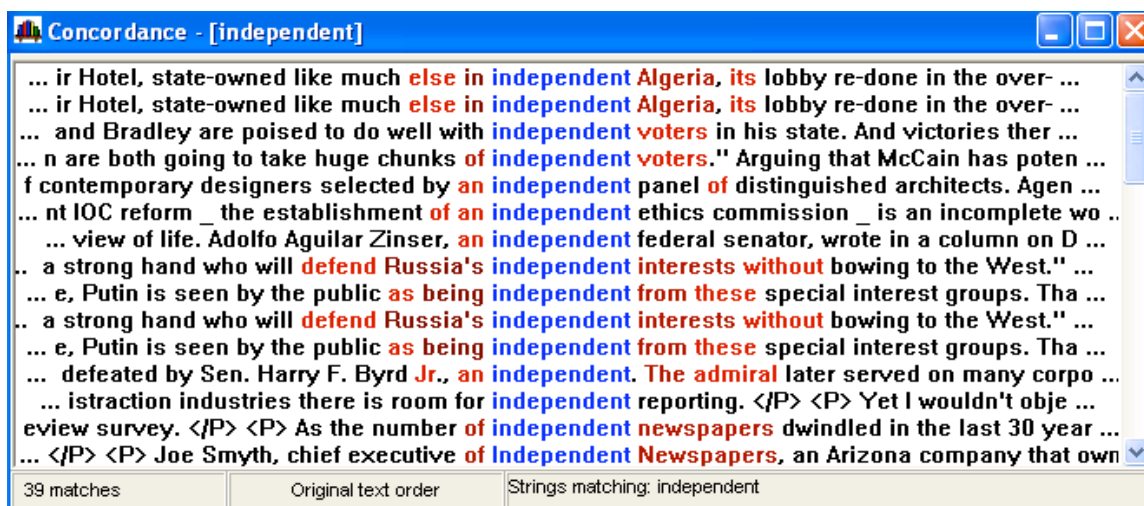 Concordance - [independent]
... ir Hotel, state-owned like much else in independent Algeria, its lobby re-done in the over- ...
... ir Hotel, state-owned like much else in independent Algeria, its lobby re-done in the over- ...
... and Bradley are poised to do well with independent voters in his state. And victories ther ...
... n are both going to take huge chunks of independent voters." Arguing that McCain has poten ...
f contemporary designers selected by an independent panel of distinguished architects. Agen ...
... nt IOC reform _ the establishment of an independent ethics commission _ is an incomplete wo ..
... view of life. Adolfo Aguilar Zinser, an independent federal senator, wrote in a column on D ...
.. a strong hand who will defend Russia's independent interests without bowing to the West." ...
... e, Putin is seen by the public as being independent from these special interest groups. Tha ...
.. a strong hand who will defend Russia's independent interests without bowing to the West." ...
... e, Putin is seen by the public as being independent from these special interest groups. Tha ...
... defeated by Sen. Harry F. Byrd Jr., an independent. The admiral later served on many corpo ...
... istraction industries there is room for independent reporting. </P> <P> Yet I wouldn't obje ...
eview survey. </P> <P> As the number of independent newspapers dwindled in the last 30 year ...
... </P> <P> Joe Smyth, chief executive of Independent Newspapers, an Arizona company that own
39 matches Original text order Strings matching: independent